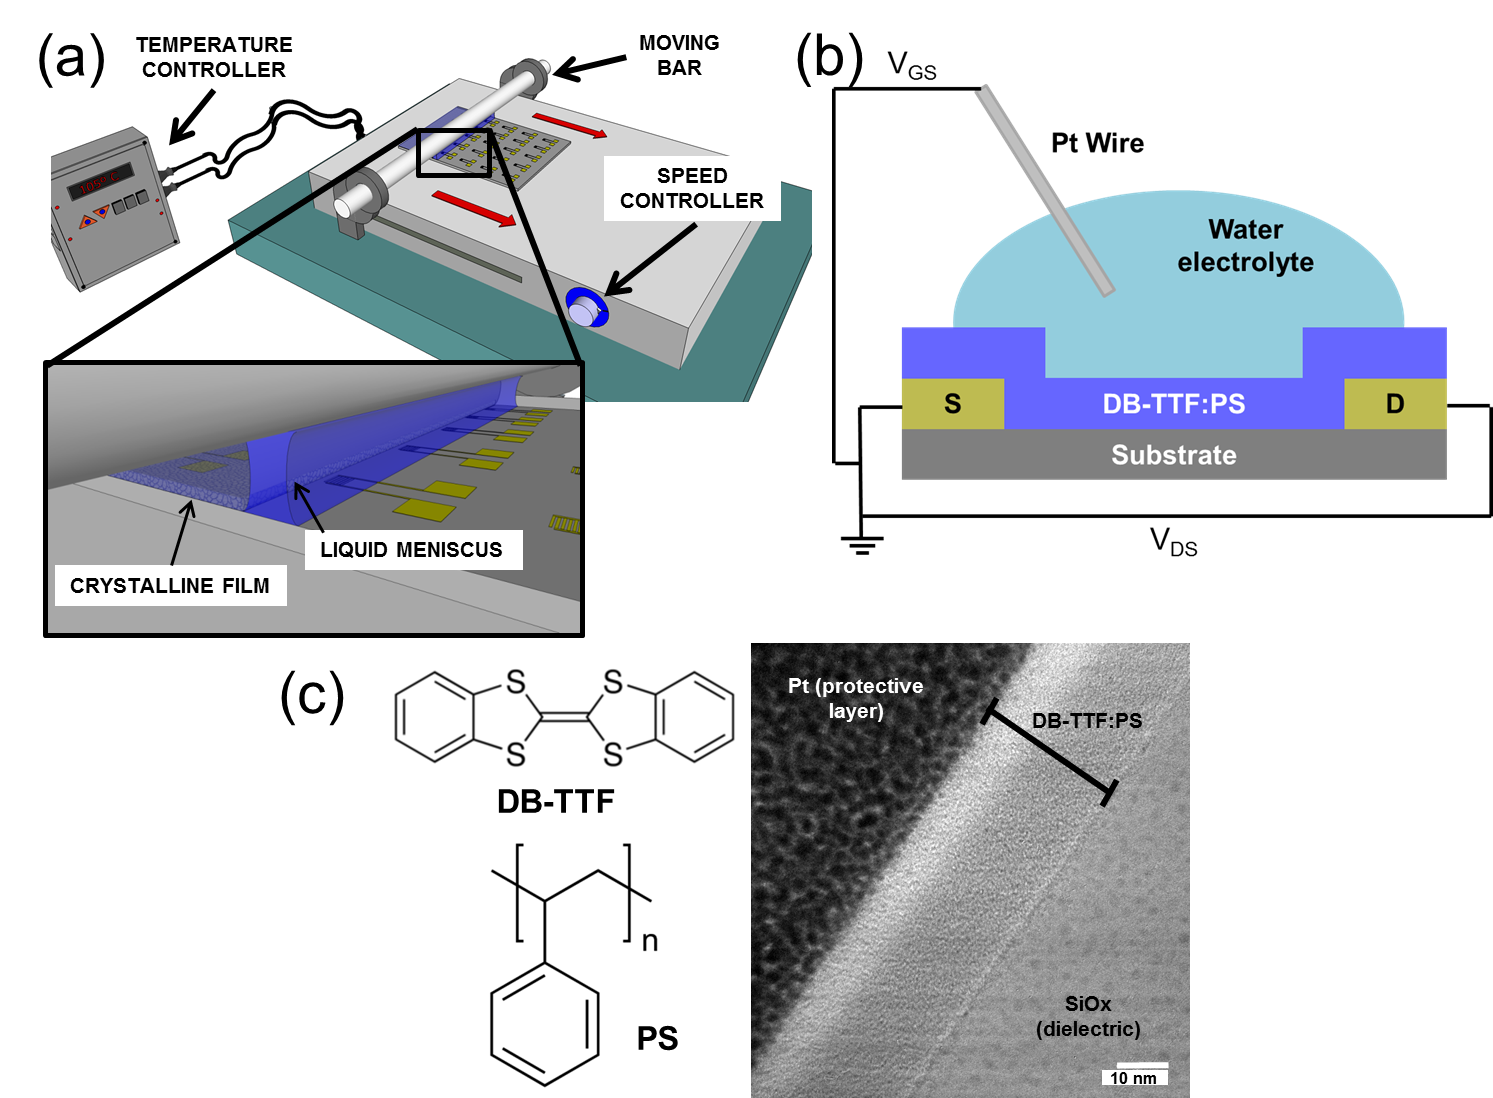 (a)
TEMPERATURE
CONTROLLER
MOVING
BAR
SPEED
CONTROLLER
LIQUID MENISCUS
CRYSTALLINE FILM
(b)
VGS
Pt Wire
Water
electrolyte
S
DB-TTF:PS
D
Substrate
VDS
(c)
S
S
S
S
DB-TTF
n
PS
Pt (protective
layer)
DB-TTF:PS
SiOx
(dielectric)
10 nm